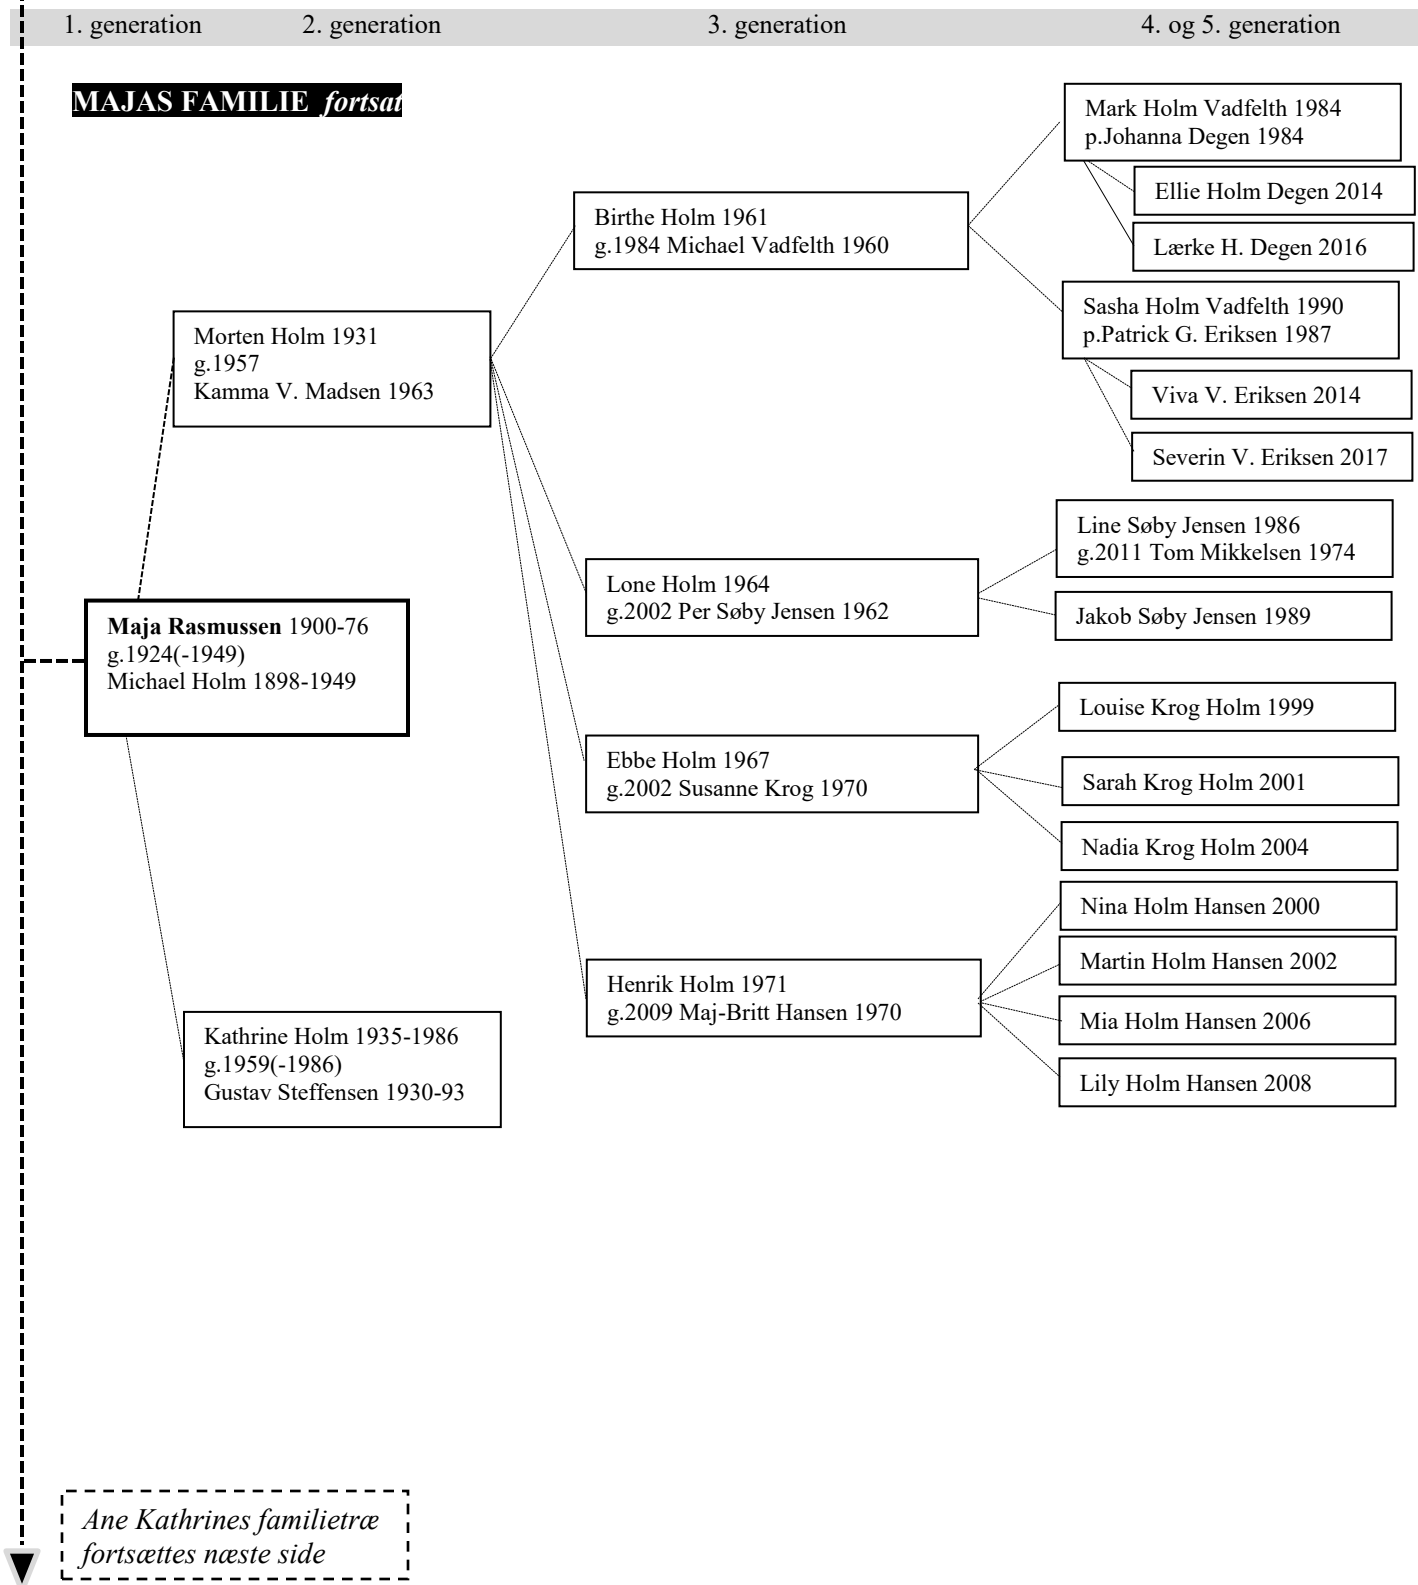 1. generation 2. generation 3. generation 4. og 5. generation
MAJAS FAMILIE fortsat
Mark Holm Vadfelth 1984
p.Johanna Degen 1984
Ellie Holm Degen 2014
Lærke H. Degen 2016
Birthe Holm 1961
g.1984 Michael Vadfelth 1960
Sasha Holm Vadfelth 1990
p.Patrick G. Eriksen 1987
Viva V. Eriksen 2014
Severin V. Eriksen 2017
Morten Holm 1931
g.1957
Kamma V. Madsen 1963
Line Søby Jensen 1986
g.2011 Tom Mikkelsen 1974
Lone Holm 1964
g.2002 Per Søby Jensen 1962
Jakob Søby Jensen 1989
Maja Rasmussen 1900-76
g.1924(-1949)
Michael Holm 1898-1949
Louise Krog Holm 1999
Ebbe Holm 1967
g.2002 Susanne Krog 1970
Sarah Krog Holm 2001
Nadia Krog Holm 2004
Nina Holm Hansen 2000
Martin Holm Hansen 2002
Henrik Holm 1971
g.2009 Maj-Britt Hansen 1970
Mia Holm Hansen 2006
Lily Holm Hansen 2008
Kathrine Holm 1935-1986
g.1959(-1986)
Gustav Steffensen 1930-93
Ane Kathrines familietræ
fortsættes næste side